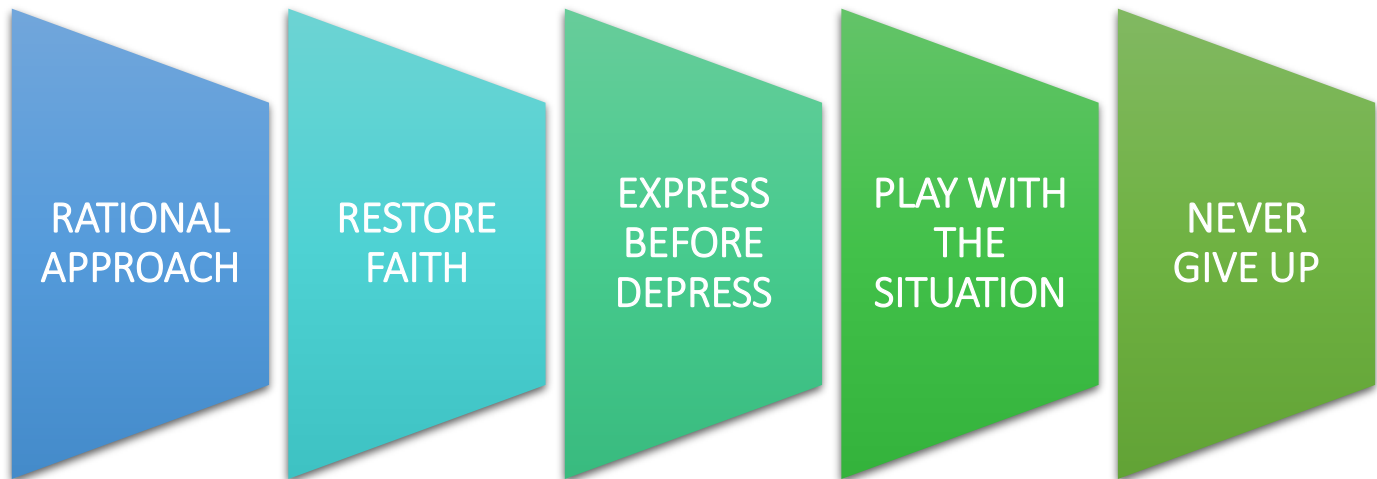 RATIONAL
APPROACH
RESTORE
FAITH
EXPRESS
BEFORE
DEPRESS
PLAY WITH
THE
SITUATION
NEVER
GIVE UP